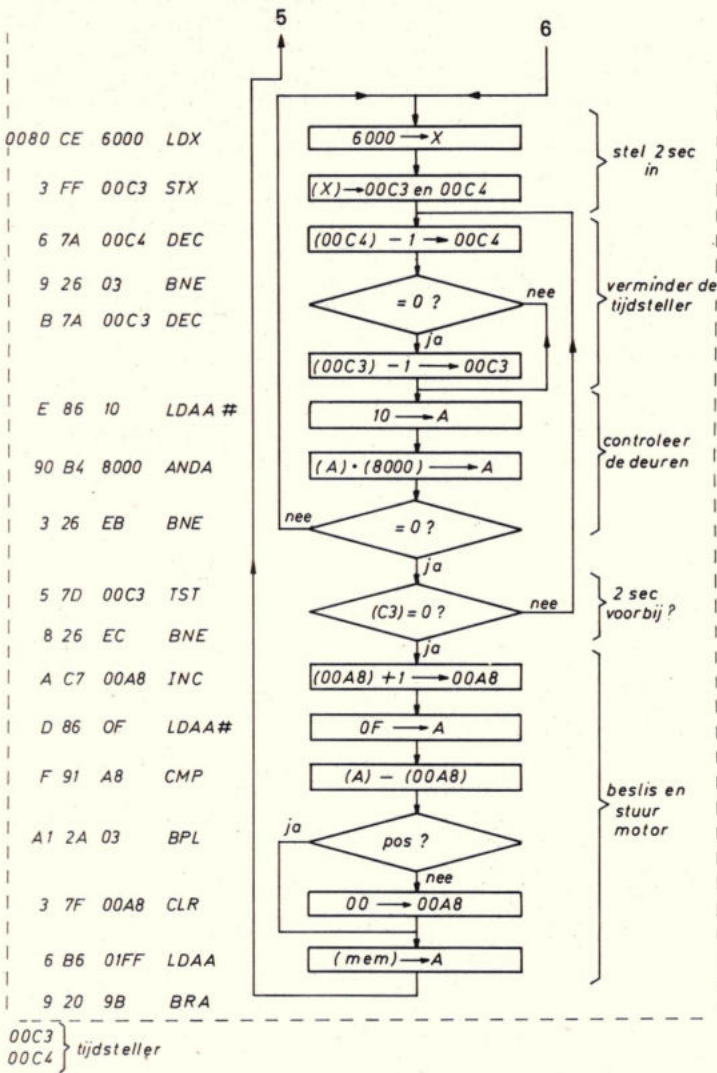 5
6
0080 CE 6000 LDX
6000 → X
stel 2 sec
in
3 FF 00C3 STX
(X) → 00C3 en 00C4
6 7A 00C4 DEC
(00C4) - 1 → 00C4
9 26 03 BNE
= 0 ?
nee
verminder de
tijdsteller
B 7A 00C3 DEC
ja
(00C3) - 1 → 00C3
E 86 10 LDAA #
10 → A
controleer
de deuren
90 B4 8000 ANDA
(A) • (8000) → A
3 26 EB BNE
nee
= 0 ?
ja
5 7D 00C3 TST
(C3) = 0 ?
nee
2 sec
voorbij ?
8 26 EC BNE
ja
A C7 00A8 INC
(00A8) + 1 → 00A8
D 86 0F LDAA#
0F → A
F 91 A8 CMP
(A) - (00A8)
beslis en
stuur
motor
A1 2A 03 BPL
ja
pos ?
nee
3 7F 00A8 CLR
00 → 00A8
6 B6 01FF LDAA
(mem) → A
9 20 9B BRA
00C3
00C4
tijdsteller